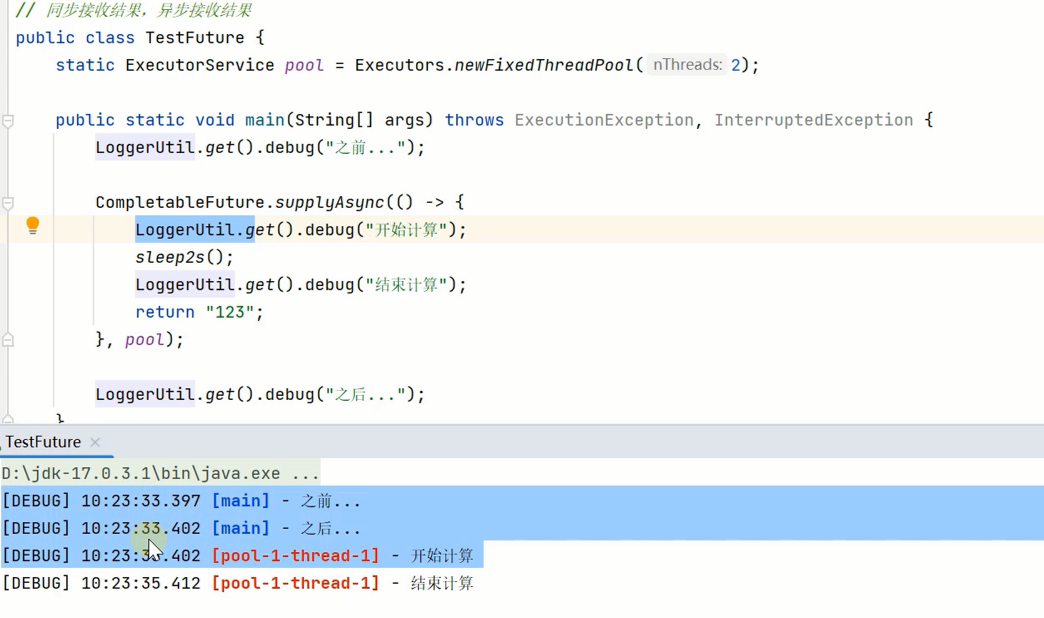 // 同步接收结果，异步接收结果
public class TestFuture {
static ExecutorService pool = Executors.newFixedThreadPool( nThreads: 2);
public static void main(String[] args) throws ExecutionException, InterruptedException {
LoggerUtil.get().debug("之前...");
CompletableFuture.supplyAsync(() -> {
LoggerUtil.get().debug("开始计算");
sleep2s();
LoggerUtil.get().debug("结束计算");
return "123";
}, pool);
LoggerUtil.get().debug("之后...");
}
TestFuture ×
D:\jdk-17.0.3.1\bin\java.exe ...
[DEBUG] 10:23:33.397 [main] - 之前...
[DEBUG] 10:23:33.402 [main] - 之后...
[DEBUG] 10:23:33.402 [pool-1-thread-1] - 开始计算
[DEBUG] 10:23:35.412 [pool-1-thread-1] - 结束计算